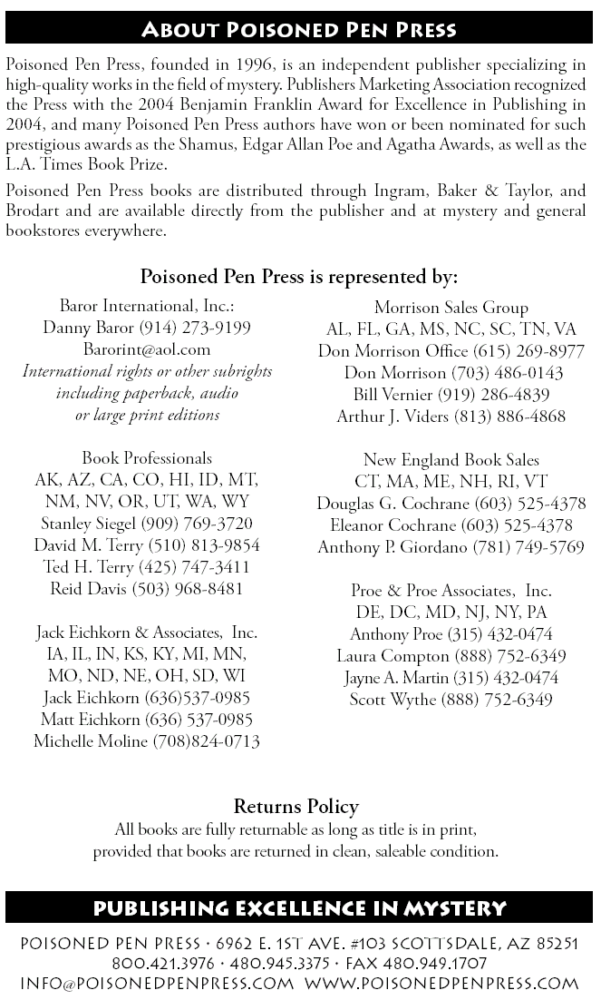 About Poisoned Pen Press
Poisoned Pen Press, founded in 1996, is an independent publisher specializing in
high-quality works in the field of mystery. Publishers Marketing Association recognized
the Press with the 2004 Benjamin Franklin Award for Excellence in Publishing in
2004, and many Poisoned Pen Press authors have won or been nominated for such
prestigious awards as the Shamus, Edgar Allan Poe and Agatha Awards, as well as the
L.A. Times Book Prize.
Poisoned Pen Press books are distributed through Ingram, Baker & Taylor, and
Brodart and are available directly from the publisher and at mystery and general
bookstores everywhere.
Poisoned Pen Press is represented by:
Baror International, Inc.:
Danny Baror (914) 273-9199
Barorint@aol.com
International rights or other subrights
including paperback, audio
or large print editions
Book Professionals
AK, AZ, CA, CO, HI, ID, MT,
NM, NV, OR, UT, WA, WY
Stanley Siegel (909) 769-3720
David M. Terry (510) 813-9854
Ted H. Terry (425) 747-3411
Reid Davis (503) 968-8481
Jack Eichkorn & Associates, Inc.
IA, IL, IN, KS, KY, MI, MN,
MO, ND, NE, OH, SD, WI
Jack Eichkorn (636)537-0985
Matt Eichkorn (636) 537-0985
Michelle Moline (708)824-0713
Morrison Sales Group
AL, FL, GA, MS, NC, SC, TN, VA
Don Morrison Office (615) 269-8977
Don Morrison (703) 486-0143
Bill Vernier (919) 286-4839
Arthur J. Viders (813) 886-4868
New England Book Sales
CT, MA, ME, NH, RI, VT
Douglas G. Cochrane (603) 525-4378
Eleanor Cochrane (603) 525-4378
Anthony P. Giordano (781) 749-5769
Proe & Proe Associates, Inc.
DE, DC, MD, NJ, NY, PA
Anthony Proe (315) 432-0474
Laura Compton (888) 752-6349
Jayne A. Martin (315) 432-0474
Scott Wythe (888) 752-6349
Returns Policy
All books are fully returnable as long as title is in print,
provided that books are returned in clean, saleable condition.
PUBLISHING EXCELLENCE IN MYSTERY
POISONED PEN PRESS · 6962 E. 1ST AVE. #103 SCOTTSDALE, AZ 85251
800.421.3976 · 480.945.3375 · FAX 480.949.1707
INFO@POISONEDPENPRESS.COM WWW.POISONEDPENPRESS.COM